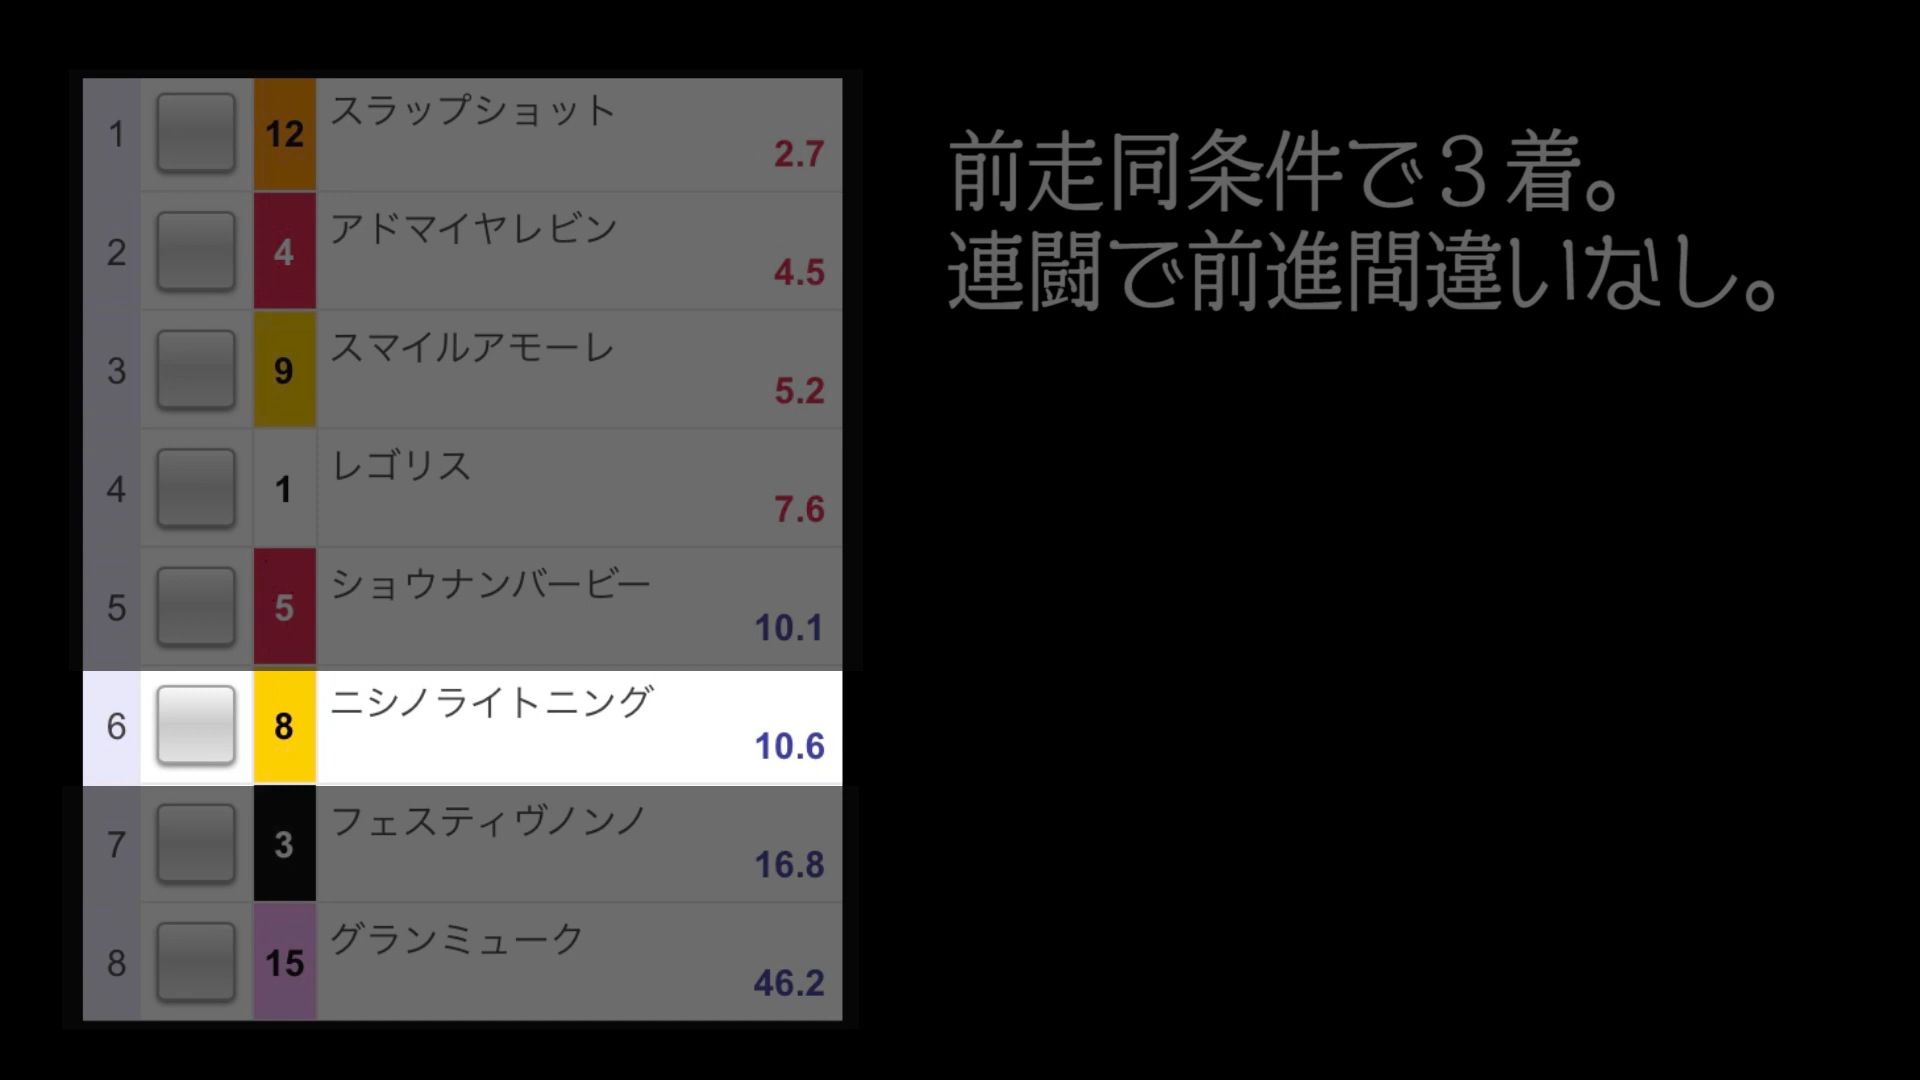 1 12 スラップショット 2.7
2 4 アドマイヤレビン 4.5
3 9 スマイルアモーレ 5.2
4 1 レゴリス 7.6
5 5 ショウナンバービー 10.1
6 8 ニシノライトニング 10.6
7 3 フェスティヴノンノ 16.8
8 15 グランミューク 46.2
前走同条件で３着。
連闘で前進間違いなし。